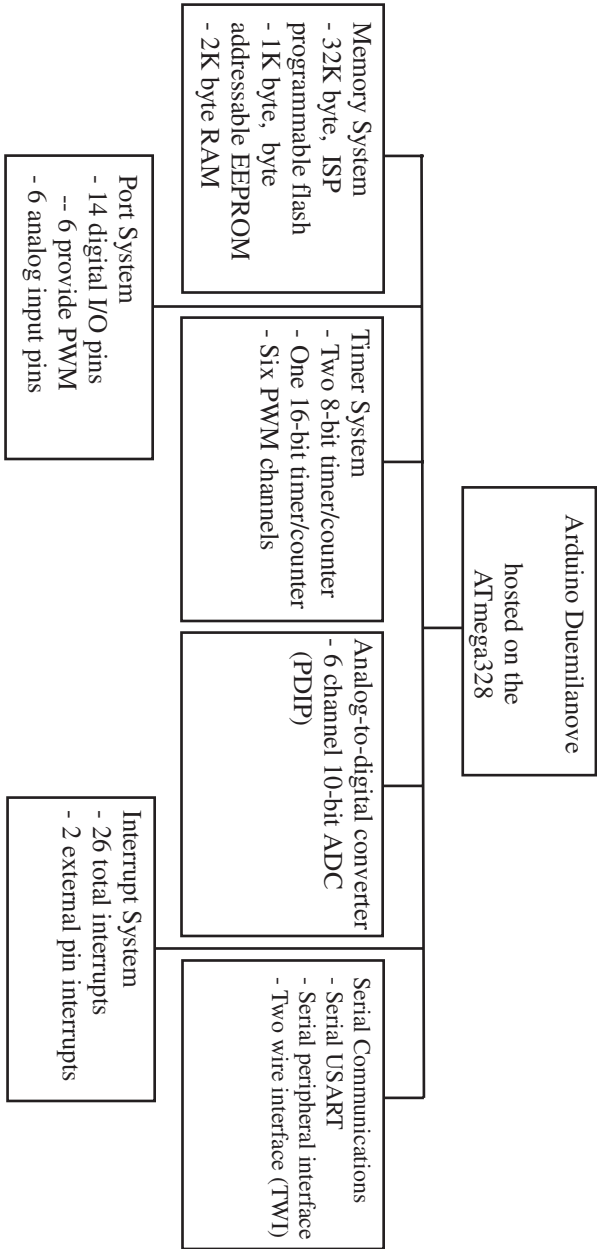 Arduino Duemilanove
hosted on the
ATmega328
Memory System
- 32K byte, ISP
programmable flash
- 1K byte, byte
addressable EEPROM
- 2K byte RAM
Timer System
- Two 8-bit timer/counter
- One 16-bit timer/counter
- Six PWM channels
Analog-to-digital converter
- 6 channel 10-bit ADC
(PDIP)
Serial Communications
- Serial USART
- Serial peripheral interface
- Two wire interface (TWI)
Port System
- 14 digital I/O pins
-- 6 provide PWM
- 6 analog input pins
Interrupt System
- 26 total interrupts
- 2 external pin interrupts